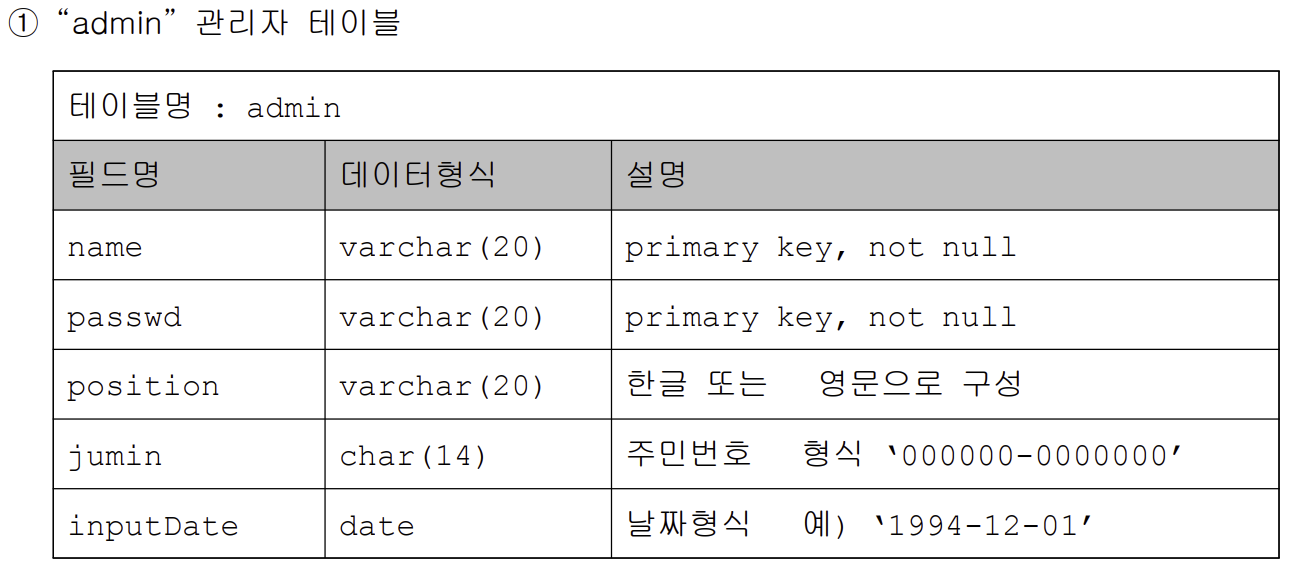 ① “admin” 관리자 테이블
테이블명 : admin
필드명 데이터형식 설명
name varchar(20) primary key, not null
passwd varchar(20) primary key, not null
position varchar(20) 한글 또는 영문으로 구성
jumin char(14) 주민번호 형식 ‘000000-0000000’
inputDate date 날짜형식 예) ‘1994-12-01’